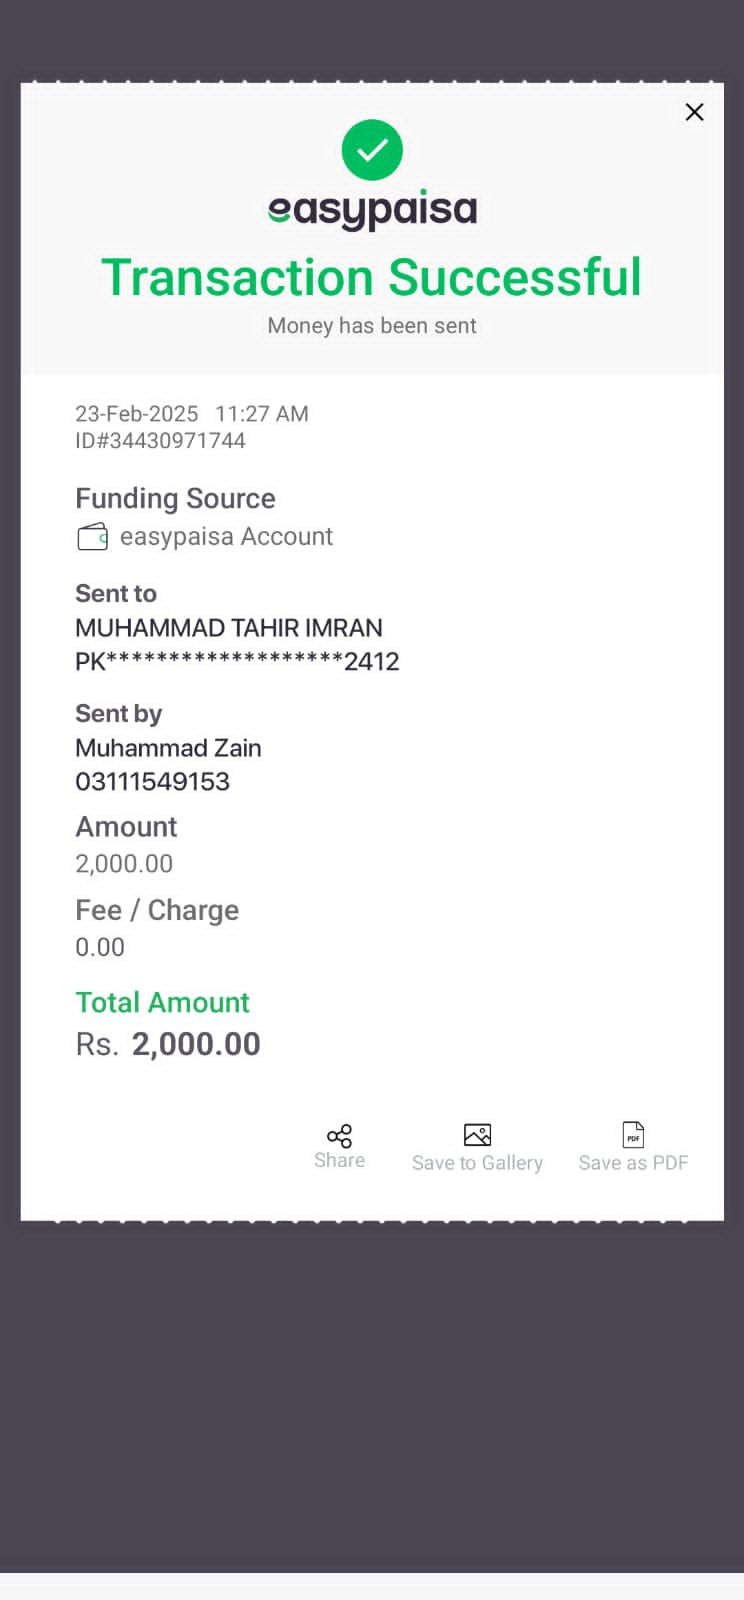 easypaisa
Transaction Successful
Money has been sent
23-Feb-2025 11:27 AM
ID#34430971744
Funding Source
easypaisa Account
Sent to
MUHAMMAD TAHIR IMRAN
PK*******************2412
Sent by
Muhammad Zain
03111549153
Amount
2,000.00
Fee / Charge
0.00
Total Amount
Rs. 2,000.00
PDF
Share
Save to Gallery
Save as PDF